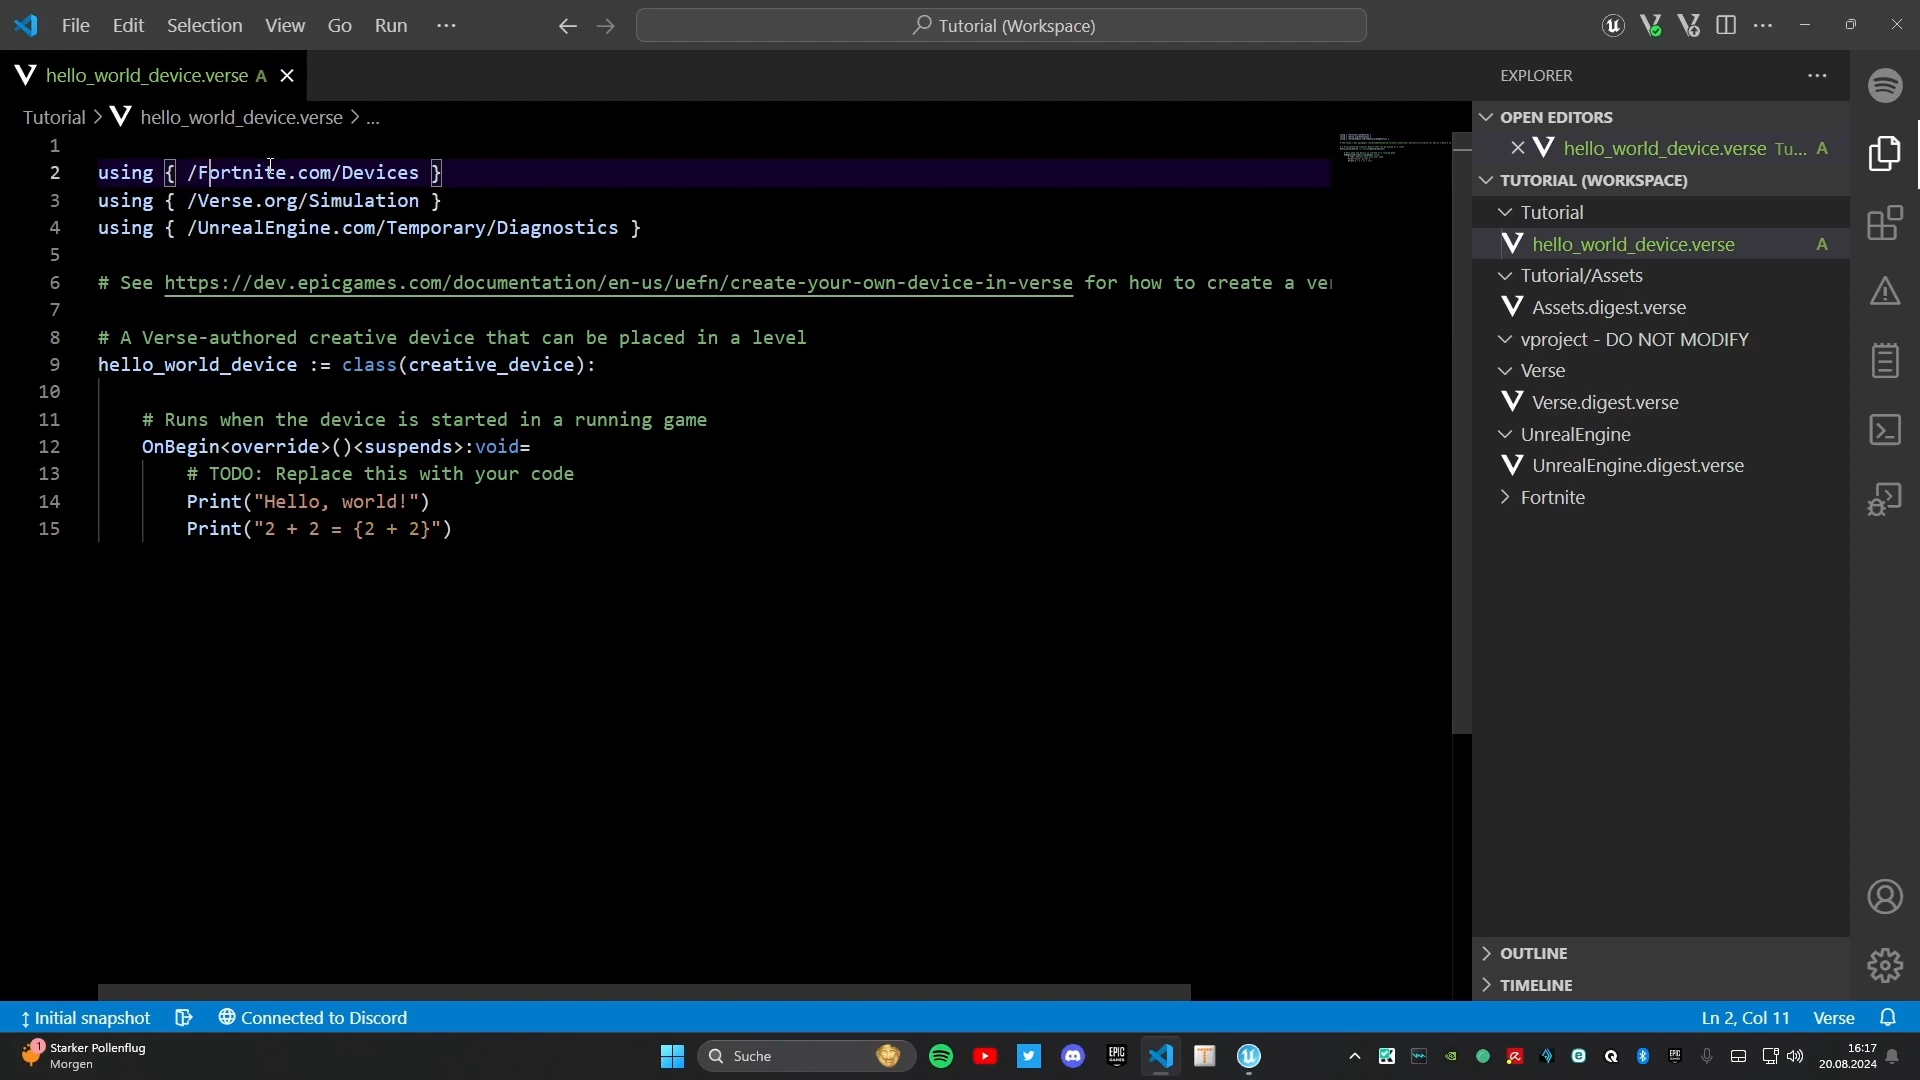 File Edit Selection View Go Run ···
Tutorial (Workspace)
hello_world_device.verse A
Tutorial > hello_world_device.verse > ...
1
2 using { /Fortnite.com/Devices }
3 using { /Verse.org/Simulation }
4 using { /UnrealEngine.com/Temporary/Diagnostics }
5
6 # See https://dev.epicgames.com/documentation/en-us/uefn/create-your-own-device-in-verse for how to create a ver
7
8 # A Verse-authored creative device that can be placed in a level
9 hello_world_device := class(creative_device):
10
11 # Runs when the device is started in a running game
12 OnBegin<override>()<suspends>:void=
13 # TODO: Replace this with your code
14 Print("Hello, world!")
15 Print("2 + 2 = {2 + 2}")
EXPLORER
OPEN EDITORS
hello_world_device.verse Tu... A
TUTORIAL (WORKSPACE)
Tutorial
hello_world_device.verse A
Tutorial/Assets
Assets.digest.verse
vproject - DO NOT MODIFY
Verse
Verse.digest.verse
UnrealEngine
UnrealEngine.digest.verse
Fortnite
OUTLINE
TIMELINE
Initial snapshot
Connected to Discord
Ln 2, Col 11
Verse
1
Starker Pollenflug
Morgen
Suche
EPIC GAMES
16:17
20.08.2024